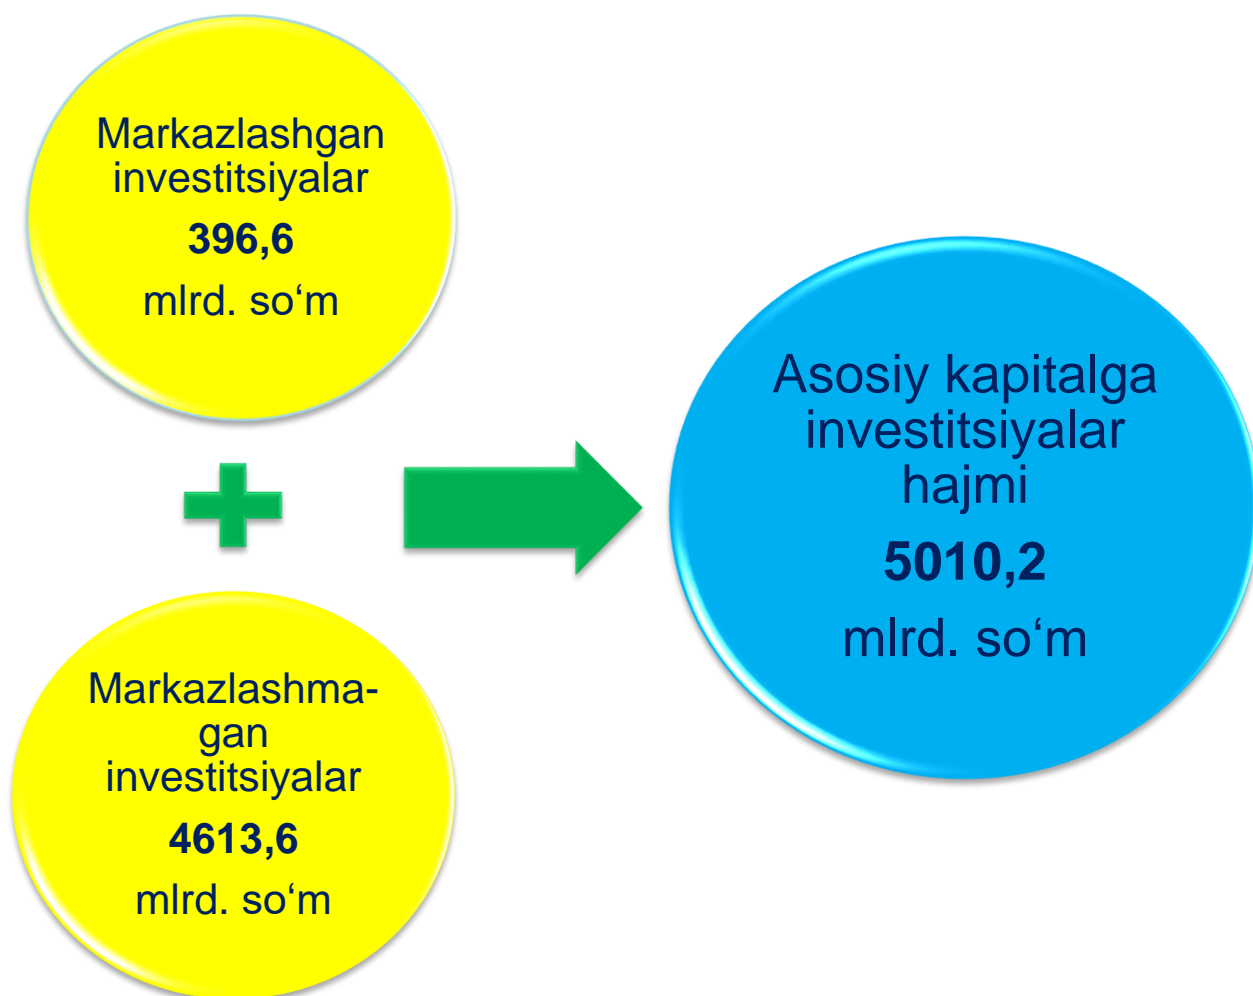 Markazlashgan
investitsiyalar
396,6
mlrd. so‘m
Markazlashma-
gan
investitsiyalar
4613,6
mlrd. so‘m
Asosiy kapitalga
investitsiyalar
hajmi
5010,2
mlrd. so‘m